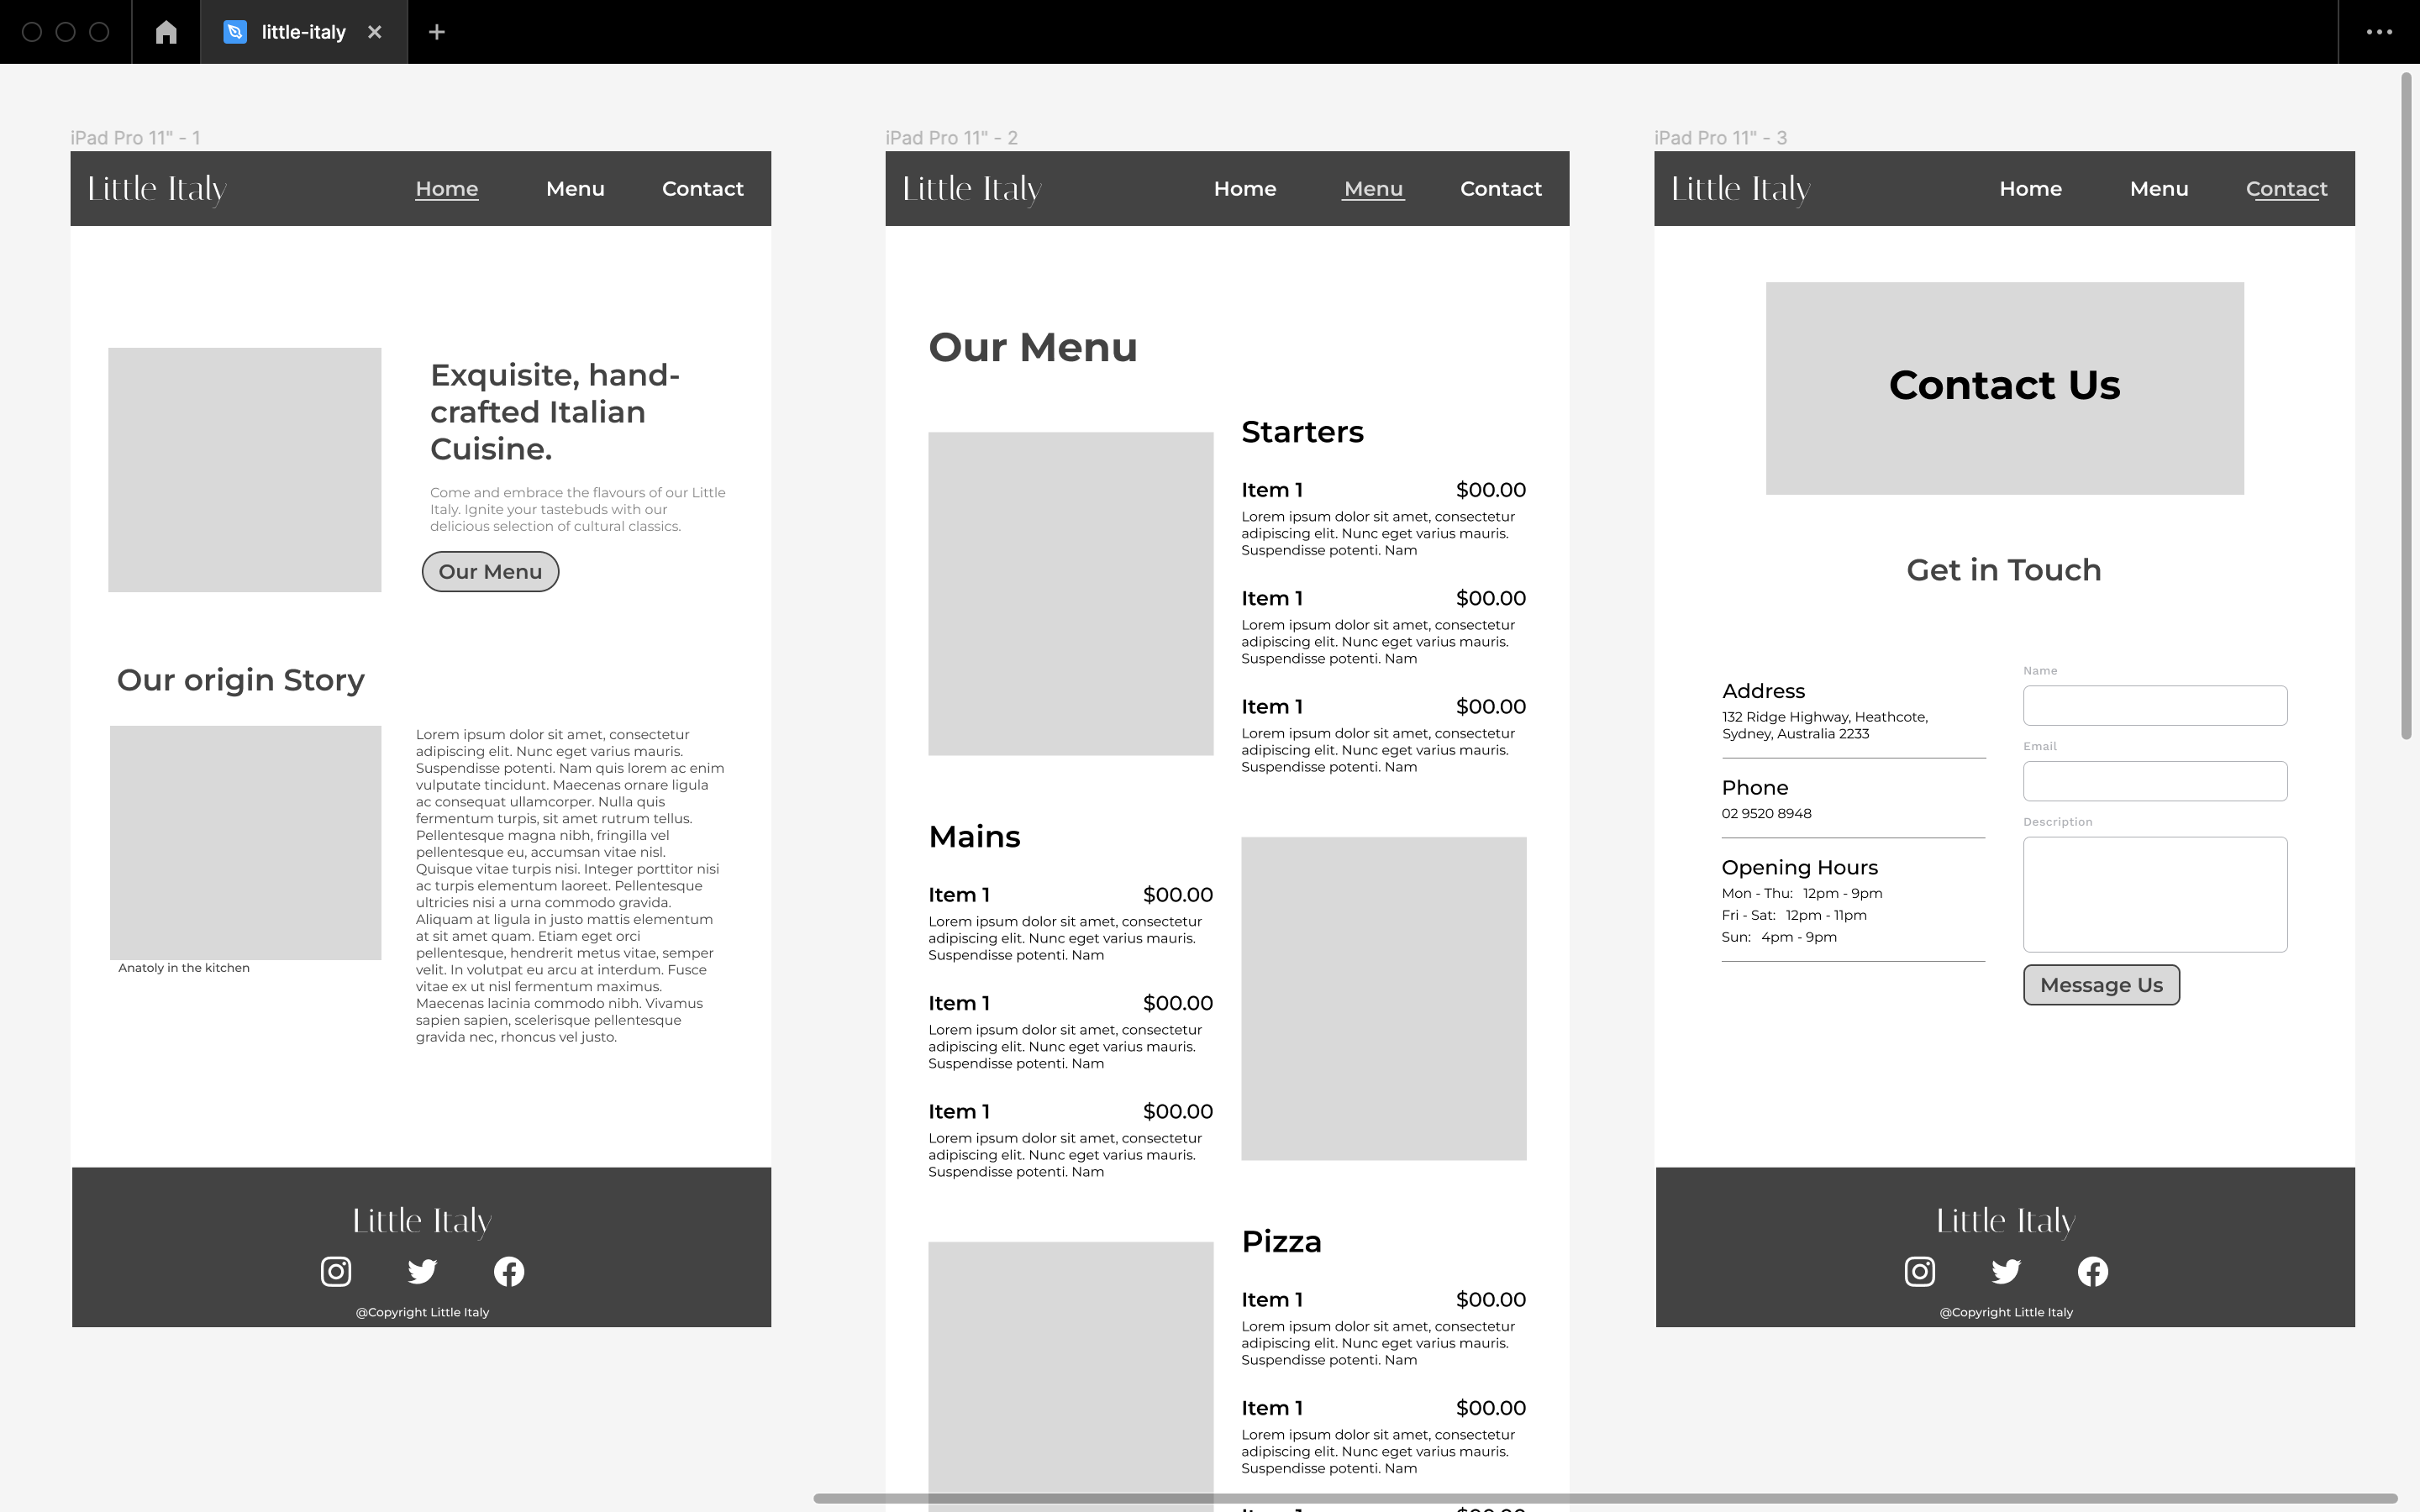 little-italy
iPad Pro 11" - 1
Little Italy
Home
Menu
Contact
Exquisite, hand-
crafted Italian
Cuisine.
Come and embrace the flavours of our Little
Italy. Ignite your tastebuds with our
delicious selection of cultural classics.
Our Menu
Our origin Story
Lorem ipsum dolor sit amet, consectetur
adipiscing elit. Nunc eget varius mauris.
Suspendisse potenti. Nam quis lorem ac enim
vulputate tincidunt. Maecenas ornare ligula
ac consequat ullamcorper. Nulla quis
fermentum turpis, sit amet rutrum tellus.
Pellentesque magna nibh, fringilla vel
pellentesque eu, accumsan vitae nisl.
Quisque vitae turpis nisi. Integer porttitor nisi
ac turpis elementum laoreet. Pellentesque
ultricies nisi a urna commodo gravida.
Aliquam at ligula in justo mattis elementum
at sit amet quam. Etiam eget orci
pellentesque, hendrerit metus vitae, semper
velit. In volutpat eu arcu at interdum. Fusce
vitae ex ut nisl fermentum maximus.
Maecenas lacinia commodo nibh. Vivamus
sapien sapien, scelerisque pellentesque
gravida nec, rhoncus vel justo.
Anatoly in the kitchen
Little Italy
@Copyright Little Italy
iPad Pro 11" - 2
Little Italy
Home
Menu
Contact
Our Menu
Starters
Item 1 $00.00
Lorem ipsum dolor sit amet, consectetur
adipiscing elit. Nunc eget varius mauris.
Suspendisse potenti. Nam
Item 1 $00.00
Lorem ipsum dolor sit amet, consectetur
adipiscing elit. Nunc eget varius mauris.
Suspendisse potenti. Nam
Item 1 $00.00
Lorem ipsum dolor sit amet, consectetur
adipiscing elit. Nunc eget varius mauris.
Suspendisse potenti. Nam
Mains
Item 1 $00.00
Lorem ipsum dolor sit amet, consectetur
adipiscing elit. Nunc eget varius mauris.
Suspendisse potenti. Nam
Item 1 $00.00
Lorem ipsum dolor sit amet, consectetur
adipiscing elit. Nunc eget varius mauris.
Suspendisse potenti. Nam
Item 1 $00.00
Lorem ipsum dolor sit amet, consectetur
adipiscing elit. Nunc eget varius mauris.
Suspendisse potenti. Nam
Pizza
Item 1 $00.00
Lorem ipsum dolor sit amet, consectetur
adipiscing elit. Nunc eget varius mauris.
Suspendisse potenti. Nam
Item 1 $00.00
Lorem ipsum dolor sit amet, consectetur
adipiscing elit. Nunc eget varius mauris.
Suspendisse potenti. Nam
iPad Pro 11" - 3
Little Italy
Home
Menu
Contact
Contact Us
Get in Touch
Address
132 Ridge Highway, Heathcote,
Sydney, Australia 2233
Phone
02 9520 8948
Opening Hours
Mon - Thu: 12pm - 9pm
Fri - Sat: 12pm - 11pm
Sun: 4pm - 9pm
Name
Email
Description
Message Us
Little Italy
@Copyright Little Italy